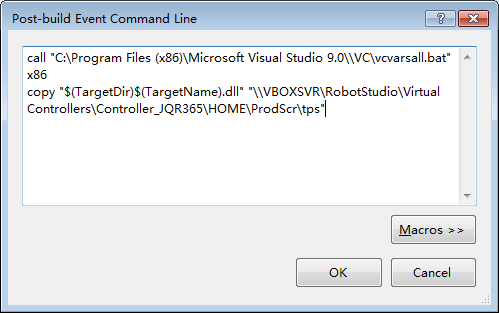 Post-build Event Command Line
?
call "C:\Program Files (x86)\Microsoft Visual Studio 9.0\\VC\vcvarsall.bat"
x86
copy "$(TargetDir)$(TargetName).dll" "\\VBOXSVR\RobotStudio\Virtual
Controllers\Controller_JQR365\HOME\ProdScr\tps"
Macros >>
OK
Cancel